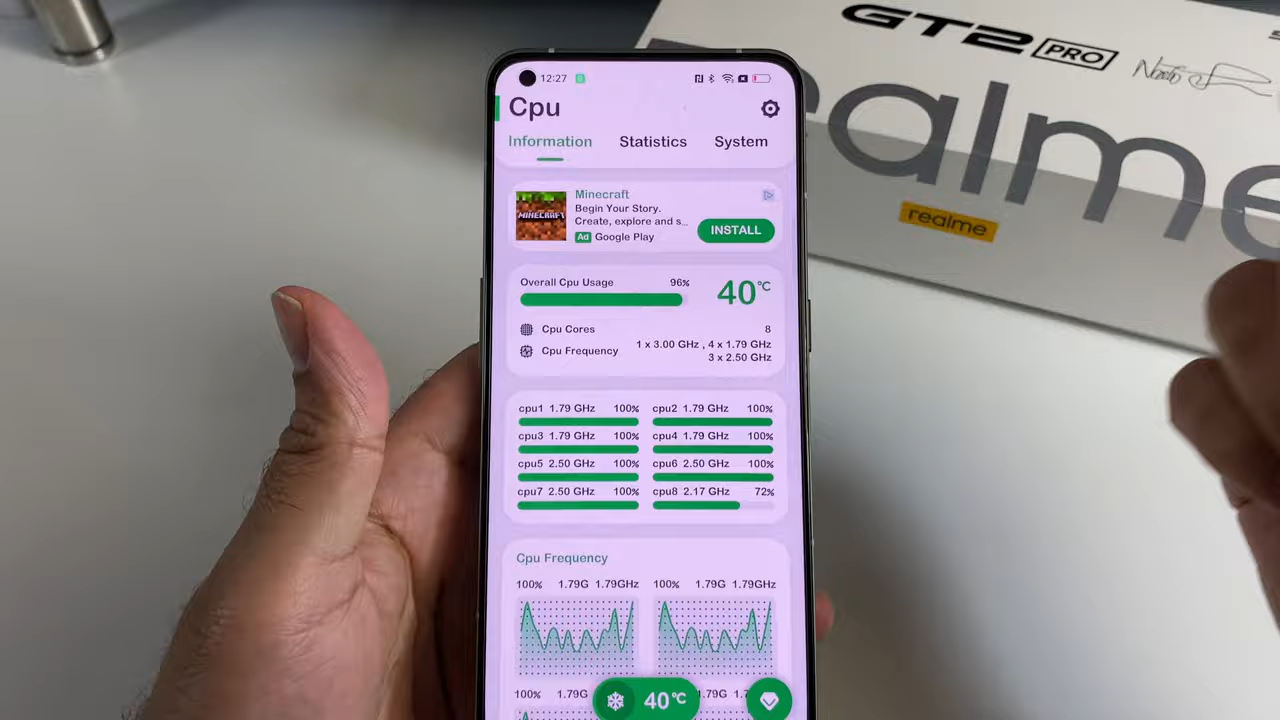 GT2 PRO
realme
realme
12:27
Cpu
Information Statistics System
Minecraft
Begin Your Story.
Create, explore and s...
Ad Google Play
INSTALL
MINECRAFT
Overall Cpu Usage 96%
40°C
Cpu Cores 8
Cpu Frequency 1 x 3.00 GHz , 4 x 1.79 GHz
3 x 2.50 GHz
cpu1 1.79 GHz 100% cpu2 1.79 GHz 100%
cpu3 1.79 GHz 100% cpu4 1.79 GHz 100%
cpu5 2.50 GHz 100% cpu6 2.50 GHz 100%
cpu7 2.50 GHz 100% cpu8 2.17 GHz 72%
Cpu Frequency
100% 1.79G 1.79GHz 100% 1.79G 1.79GHz
100% 1.79G 1.79G
40°C